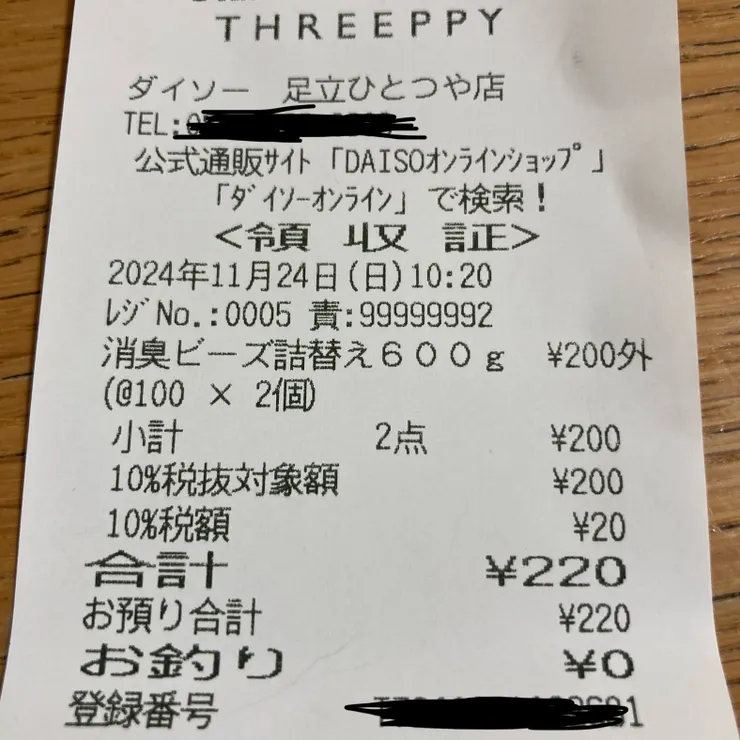 THREEPPY
ダイソー 足立ひとつや店
TEL:
公式通販ｻｲﾄ「DAISOｵﾝﾗｲﾝｼｮｯﾌﾟ」
「ﾀﾞｲｿｰｵﾝﾗｲﾝ」で検索！
<領 収 証>
2024年11月24日(日)10:20
ﾚｼﾞNo.:0005 責:99999992
消臭ビーズ詰替え６００ｇ ¥200外
(@100 × 2個)
小計 2点 ¥200
10%税抜対象額 ¥200
10%税額 ¥20
合計 ¥220
お預り合計 ¥220
お釣り ¥0
登録番号